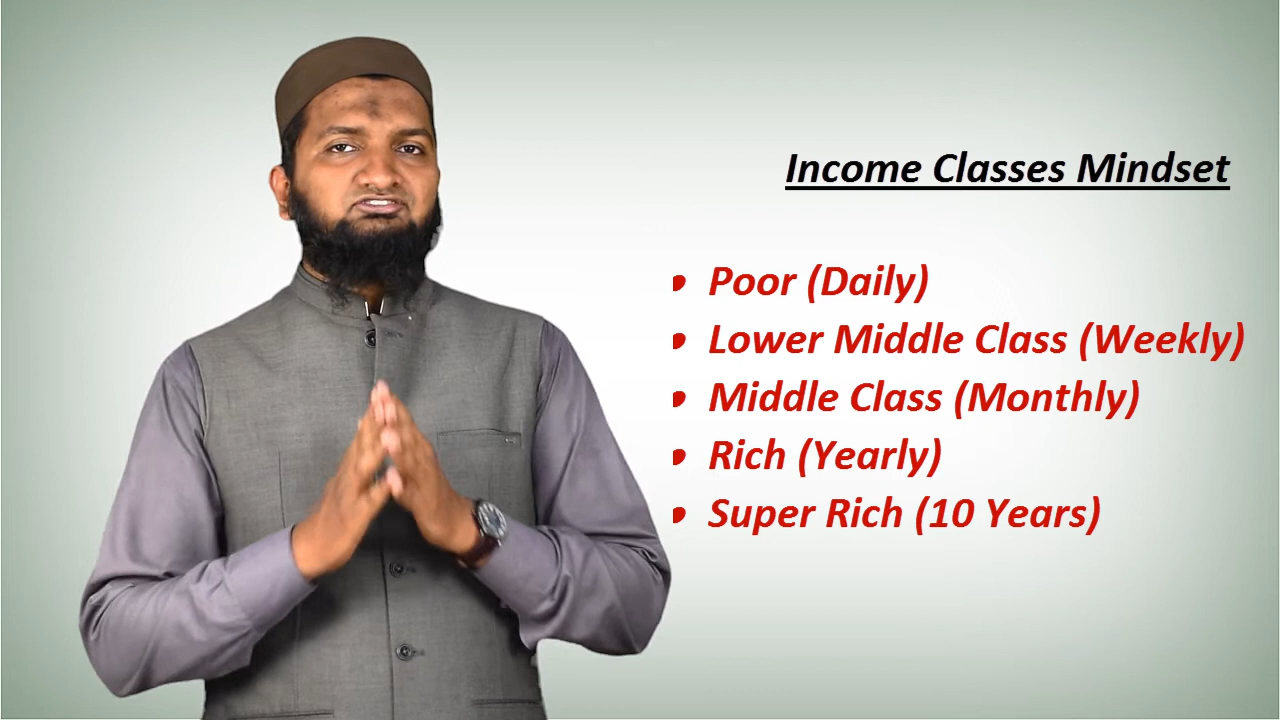 Income Classes Mindset
• Poor (Daily)
• Lower Middle Class (Weekly)
• Middle Class (Monthly)
• Rich (Yearly)
• Super Rich (10 Years)